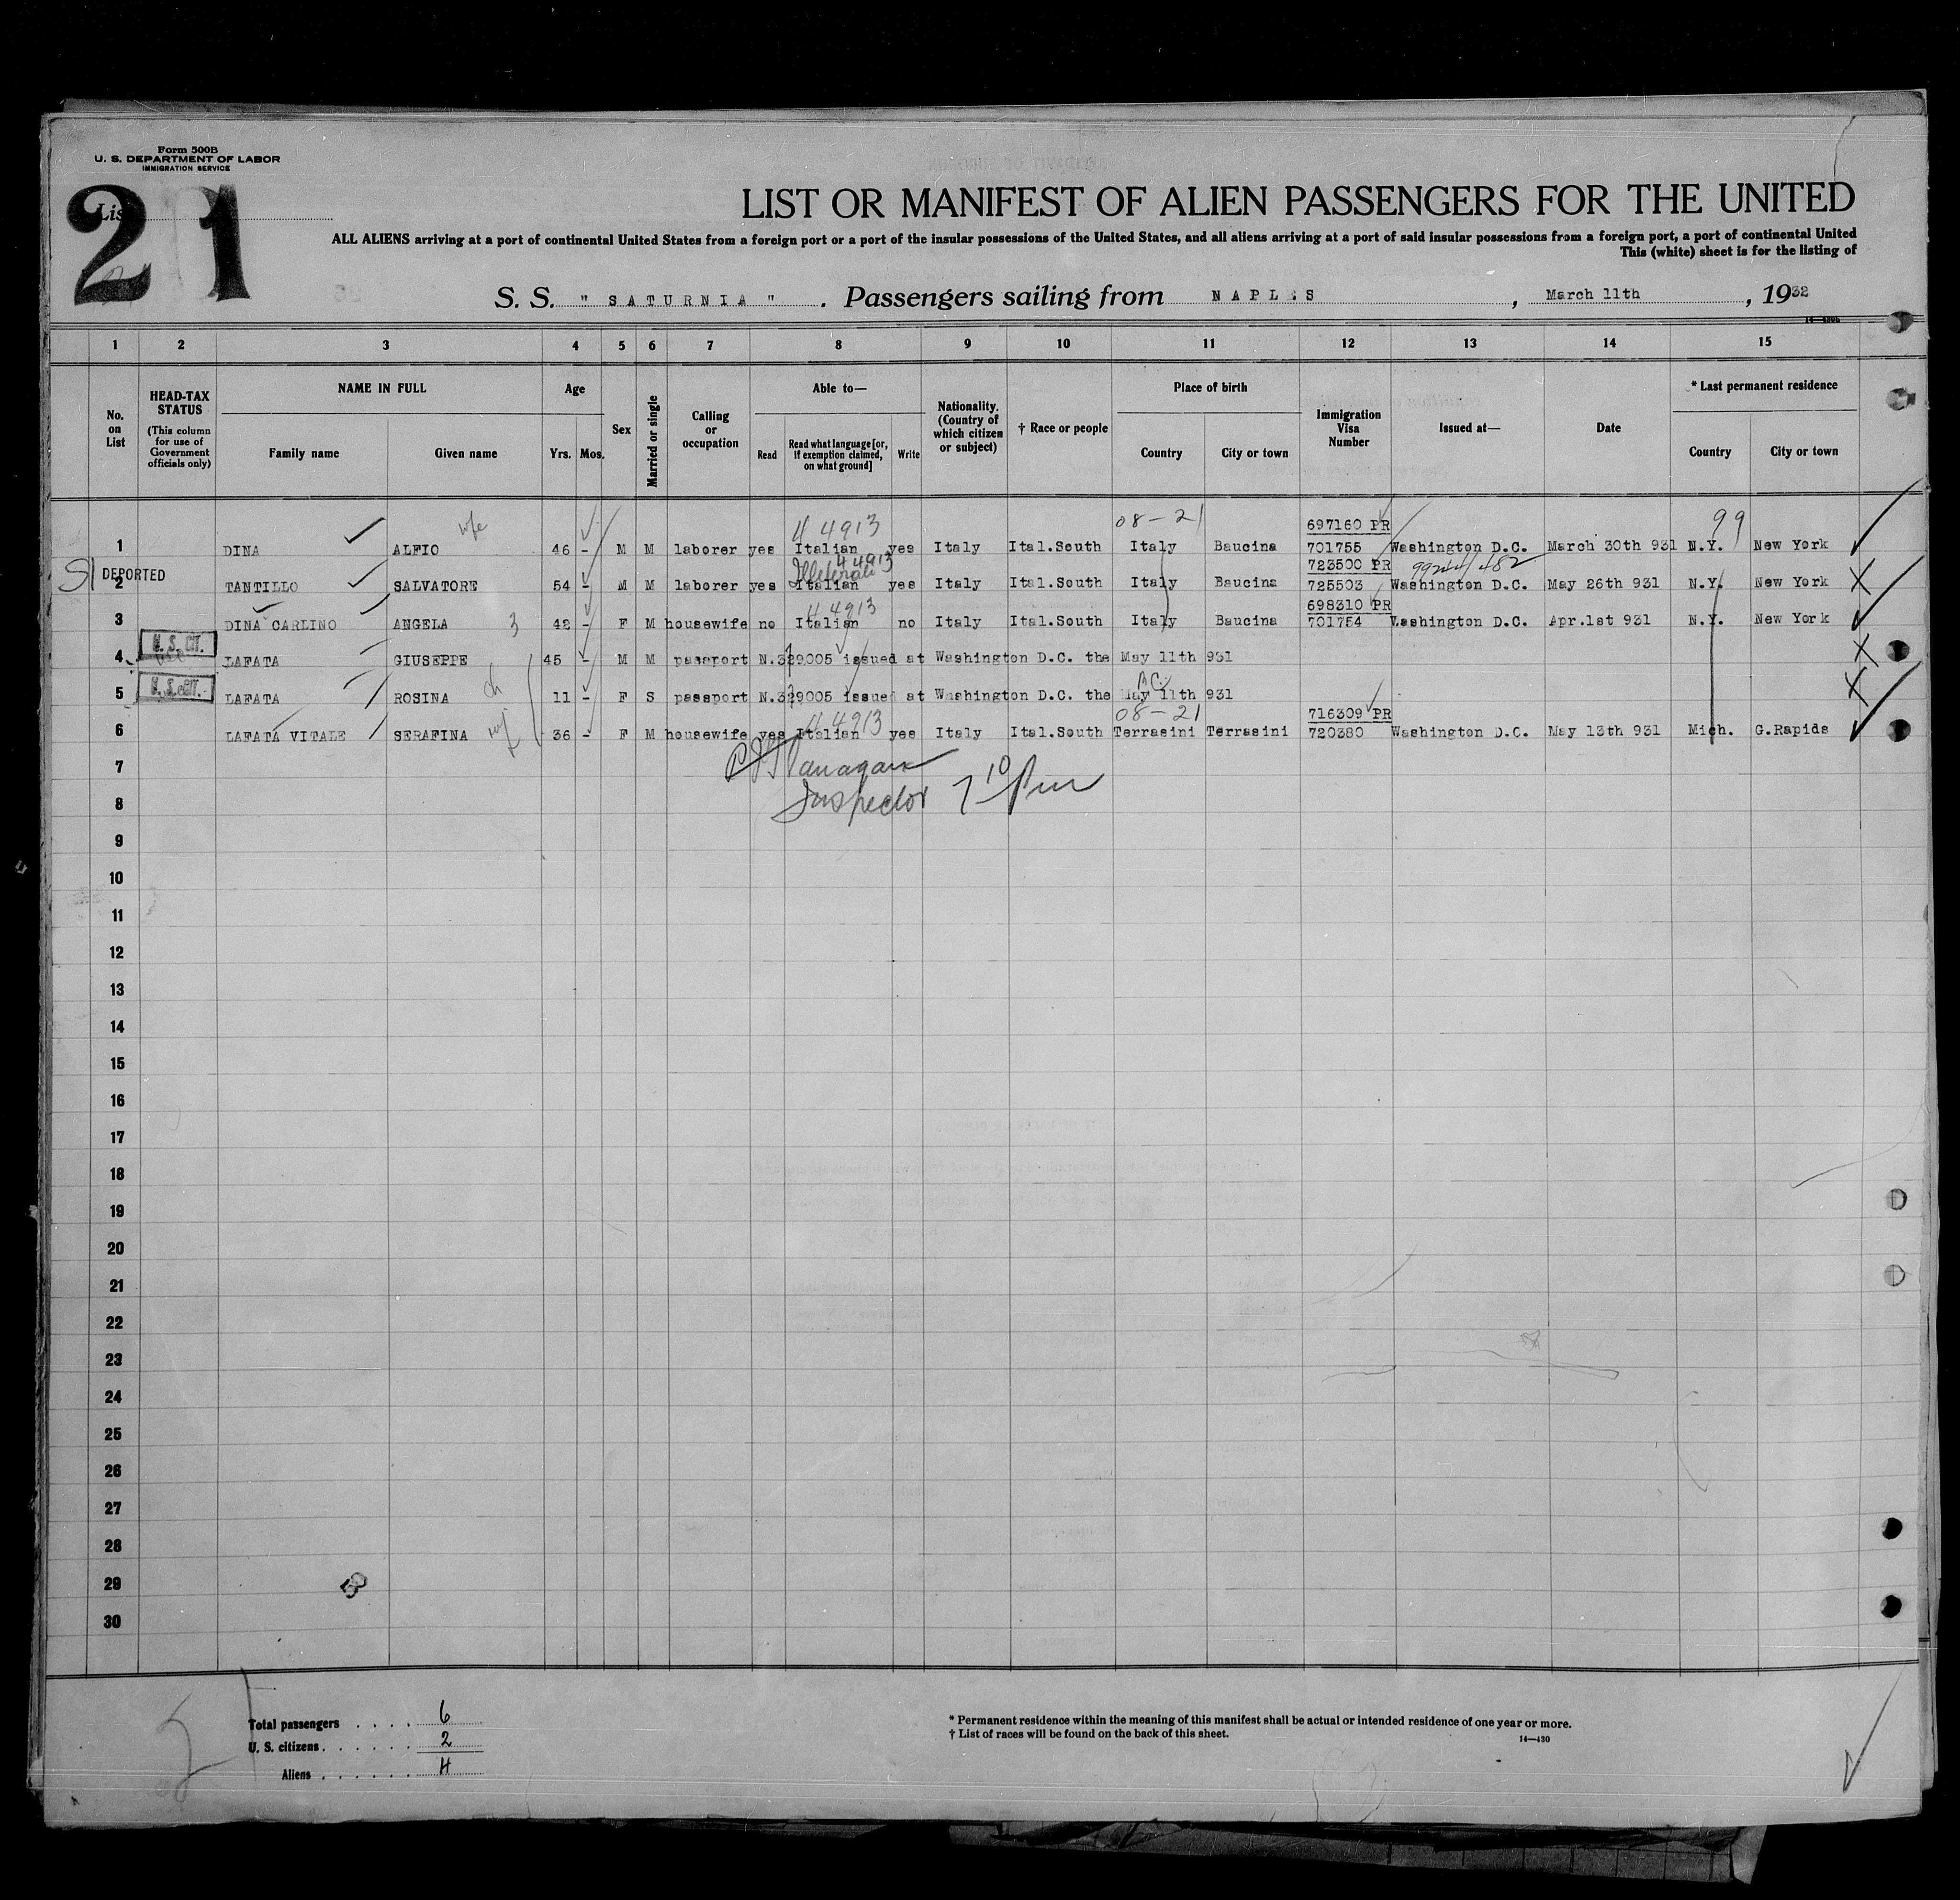 Form 500B
U. S. DEPARTMENT OF LABOR
IMMIGRATION SERVICE
21
LIST OR MANIFEST OF ALIEN PASSENGERS FOR THE UNITED
ALL ALIENS arriving at a port of continental United States from a foreign port or a port of the insular possessions of the United States, and all aliens arriving at a port of said insular possessions from a foreign port, a port of continental United
This (white) sheet is for the listing of
S. S. " SATURNIA " . Passengers sailing from NAPLES , March 11th , 1932
1 2 3 4 5 6 7 8 9 10 11 12 13 14 15
No. on List
HEAD-TAX STATUS (This column for use of Government officials only)
NAME IN FULL Family name Given name
Age Yrs. Mos.
Sex
Married or single
Calling or occupation
Able to— Read Read what language [or, if exemption claimed, on what ground] Write
Nationality. (Country of which citizen or subject)
† Race or people
Place of birth Country City or town
Immigration Visa Number
Issued at—
Date
* Last permanent residence Country City or town
4 4913 08-21 697160 PR 99
1 DINA ALFIO 46 - M M laborer yes Italian yes Italy Ital.South Italy Baucina 701755 Washington D.C. March 30th 931 N.Y. New York
SI DEPORTED Illiterate 4 4913 723500 PR
2 TANTILLO SALVATORE 54 - M M laborer yes Italian yes Italy Ital.South Italy Baucina 725503 Washington D.C. May 26th 931 N.Y. New York
4 4913 698310 PR
3 DINA CARLINO ANGELA 42 - F M housewife no Italian no Italy Ital.South Italy Baucina 701754 Washington D.C. Apr.1st 931 N.Y. New York
4 U. S. CIT. LAFATA GIUSEPPE 45 - M M passport N.329005 issued at Washington D.C. the May 11th 931
5 U. S. CIT. LAFATA ROSINA ch 11 - F S passport N.329005 issued at Washington D.C. the May 11th 931
4 4913 08-21 716309 PR
6 LAFATA VITALE SERAFINA 36 - F M housewife yes Italian yes Italy Ital.South Terrasini Terrasini 720380 Washington D.C. May 13th 931 Mich. G.Rapids
7
Inspector
8
9
10
11
12
13
14
15
16
17
18
19
20
21
22
23
24
25
26
27
28
29
30
Total passengers . . . . 6
U. S. citizens . . . . . . 2
Aliens . . . . . . 4
* Permanent residence within the meaning of this manifest shall be actual or intended residence of one year or more.
† List of races will be found on the back of this sheet.
14—430